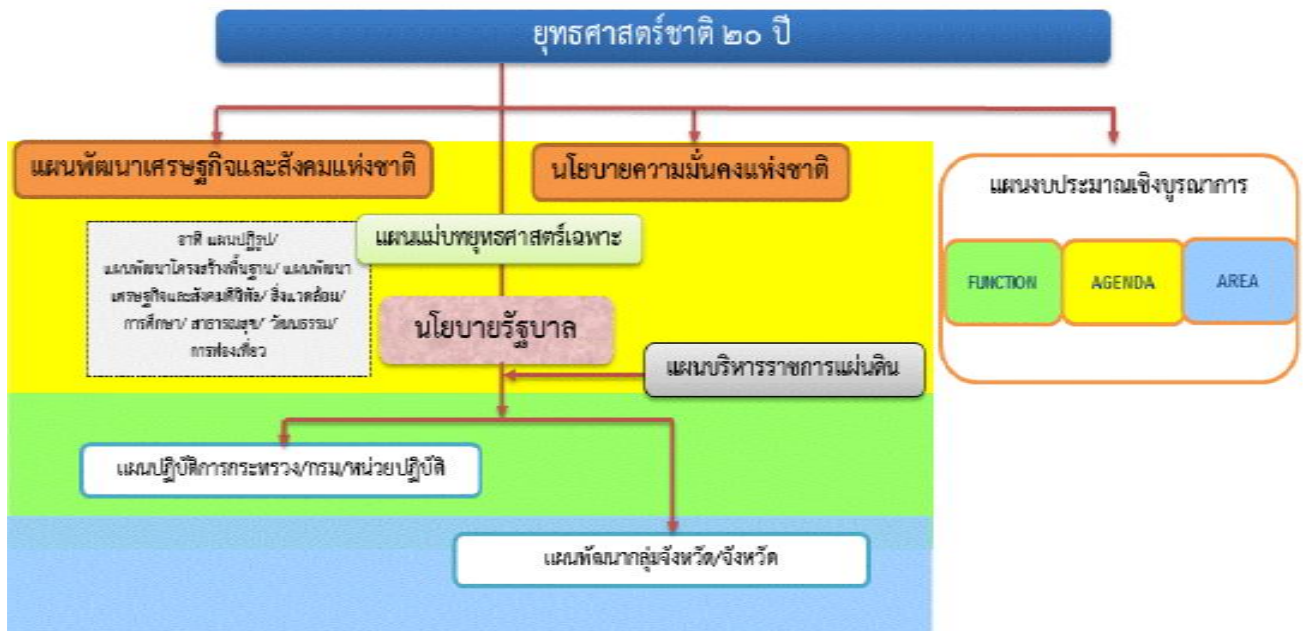 ยุทธศาสตร์ชาติ ๒๐ ปี
แผนพัฒนาเศรษฐกิจและสังคมแห่งชาติ
นโยบายความมั่นคงแห่งชาติ
แผนงบประมาณเชิงบูรณาการ
แผนแม่บทยุทธศาสตร์เฉพาะ
อาทิ แผนปฏิรูป/
แผนพัฒนาโครงสร้างพื้นฐาน/ แผนพัฒนา
เศรษฐกิจและสังคมดิจิทัล/ สิ่งแวดล้อม/
การศึกษา/ สาธารณสุข/ วัฒนธรรม/
การท่องเที่ยว
FUNCTION
AGENDA
AREA
นโยบายรัฐบาล
แผนบริหารราชการแผ่นดิน
แผนปฏิบัติการกระทรวง/กรม/หน่วยปฏิบัติ
แผนพัฒนากลุ่มจังหวัด/จังหวัด